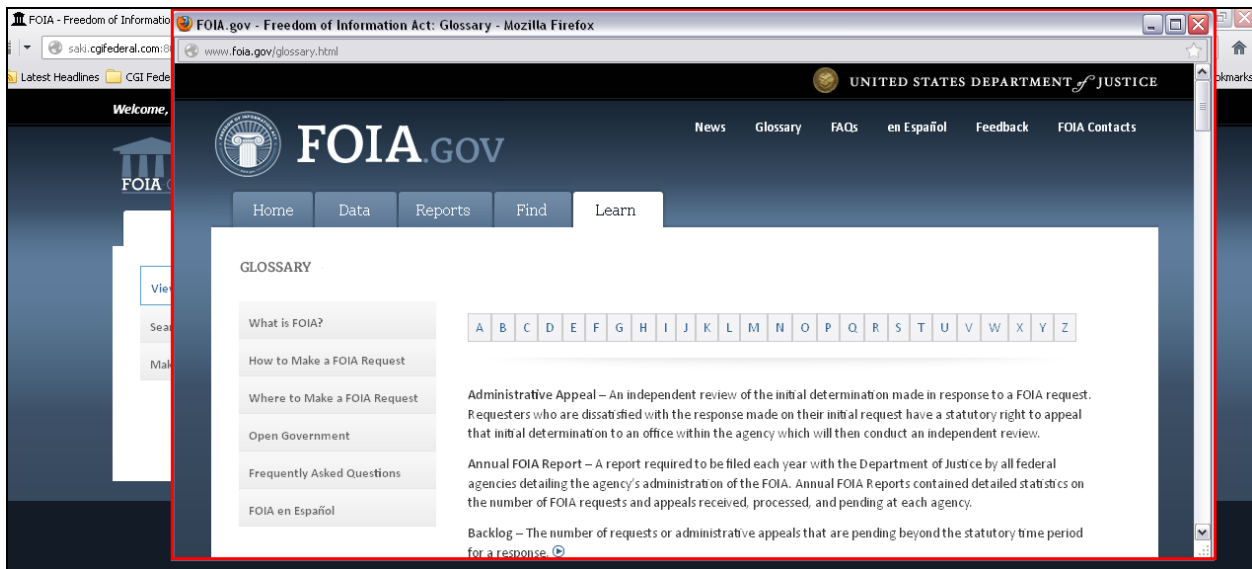 FOIA - Freedom of Informatio
FOIA.gov - Freedom of Information Act: Glossary - Mozilla Firefox
saki.cgifederal.com:8
www.foia.gov/glossary.html
Latest Headlines
CGI Fede
okmarks
UNITED STATES DEPARTMENT of JUSTICE
Welcome,
FOIA
FOIA.GOV
News Glossary FAQs en Español Feedback FOIA Contacts
Home Data Reports Find Learn
GLOSSARY
Vie
Sear
Mak
What is FOIA?
How to Make a FOIA Request
Where to Make a FOIA Request
Open Government
Frequently Asked Questions
FOIA en Español
A B C D E F G H I J K L M N O P Q R S T U V W X Y Z
Administrative Appeal – An independent review of the initial determination made in response to a FOIA request.
Requesters who are dissatisfied with the response made on their initial request have a statutory right to appeal
that initial determination to an office within the agency which will then conduct an independent review.
Annual FOIA Report – A report required to be filed each year with the Department of Justice by all federal
agencies detailing the agency's administration of the FOIA. Annual FOIA Reports contained detailed statistics on
the number of FOIA requests and appeals received, processed, and pending at each agency.
Backlog – The number of requests or administrative appeals that are pending beyond the statutory time period
for a response.